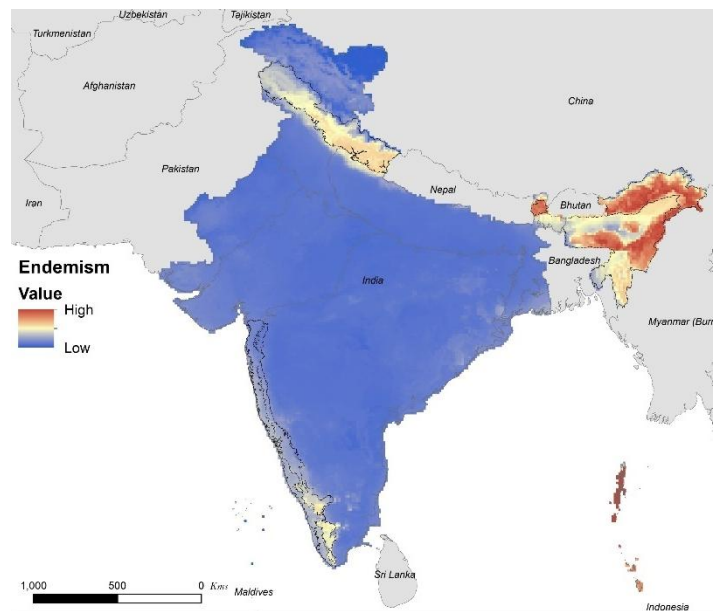 Uzbekistan
Tajikistan
Turkmenistan
Afghanistan
China
Pakistan
Iran
Nepal
Bhutan
Endemism
Value
High
Low
India
Bangladesh
Myanmar (Burm
Sri Lanka
1,000 500 0 Kms
Maldives
Indonesia